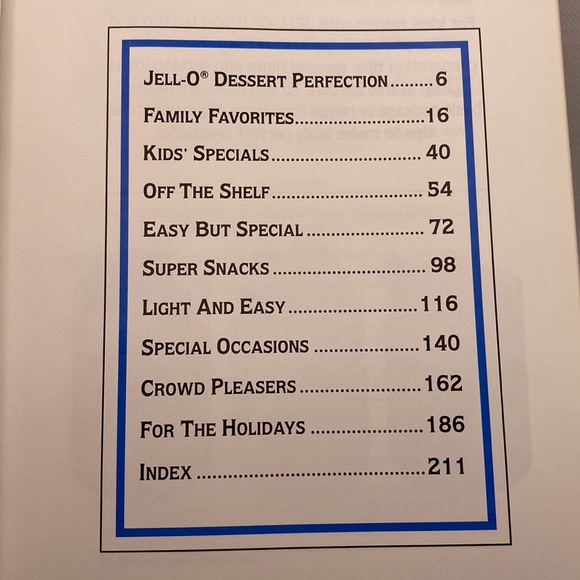 JELL-O® DESSERT PERFECTION.........6
FAMILY FAVORITES............................16
KIDS' SPECIALS................................ 40
OFF THE SHELF................................ 54
EASY BUT SPECIAL ......................... 72
SUPER SNACKS ................................. 98
LIGHT AND EASY............................116
SPECIAL OCCASIONS .......................140
CROWD PLEASERS..........................162
FOR THE HOLIDAYS ........................186
INDEX .................................................211